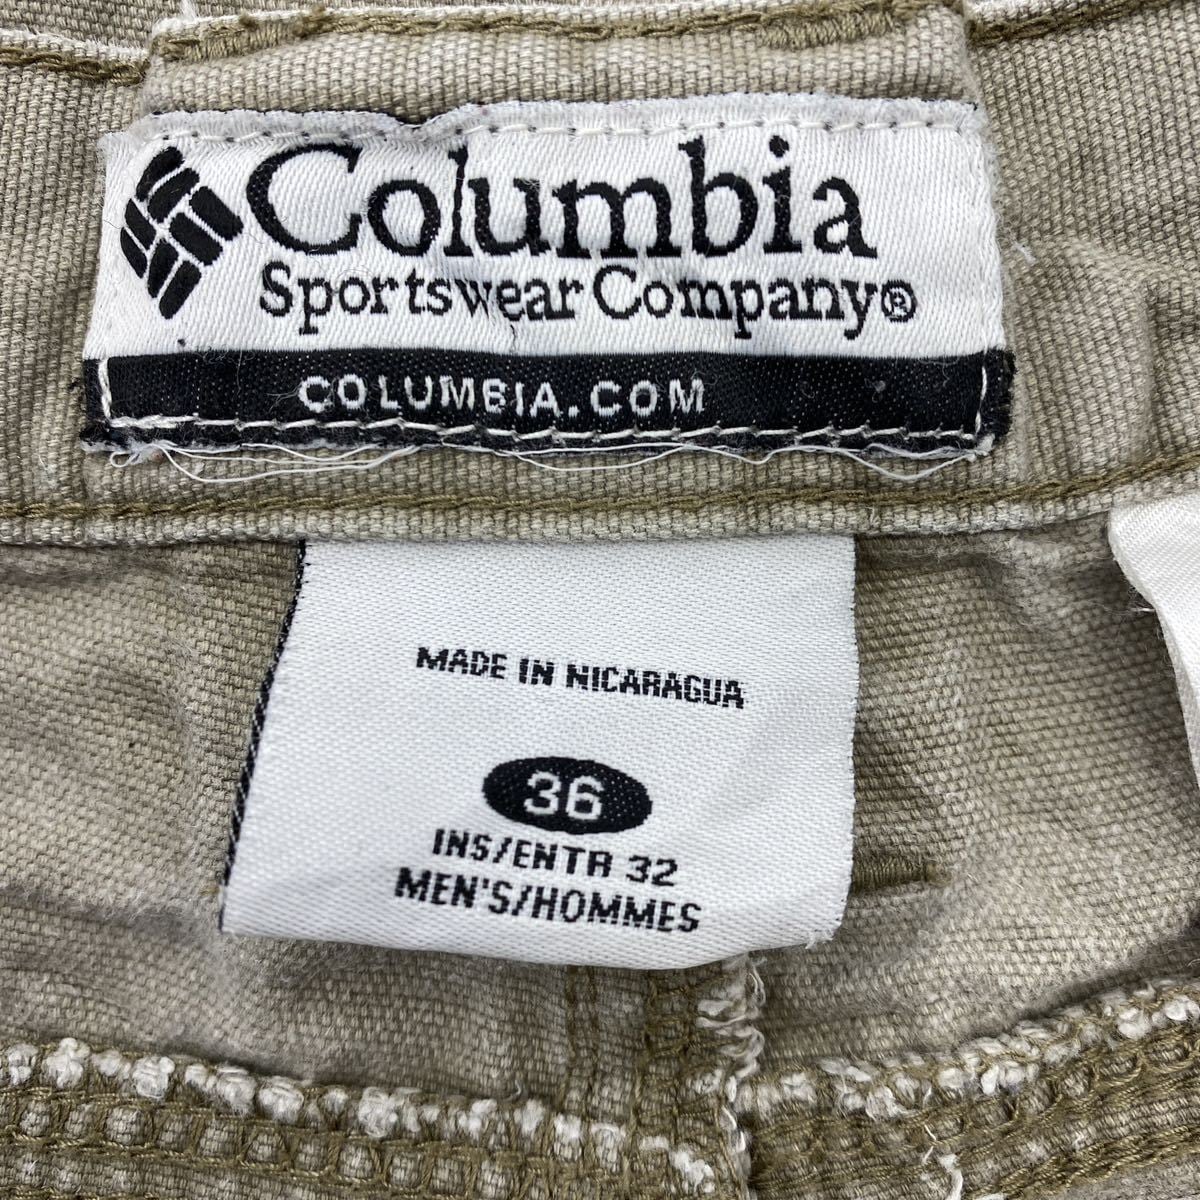 Columbia
Sportswear Company®
COLUMBIA.COM
MADE IN NICARAGUA
36
INS/ENTR 32
MEN'S/HOMMES